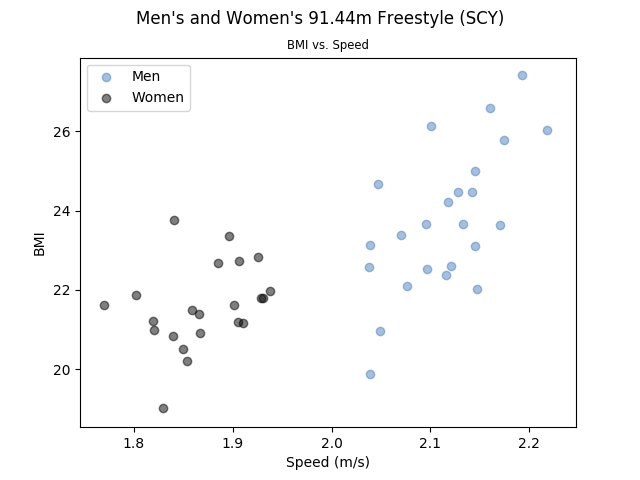 Men's and Women's 91.44m Freestyle (SCY)
BMI vs. Speed
Men
Women
26
24
22
20
BMI
1.8 1.9 2.0 2.1 2.2
Speed (m/s)